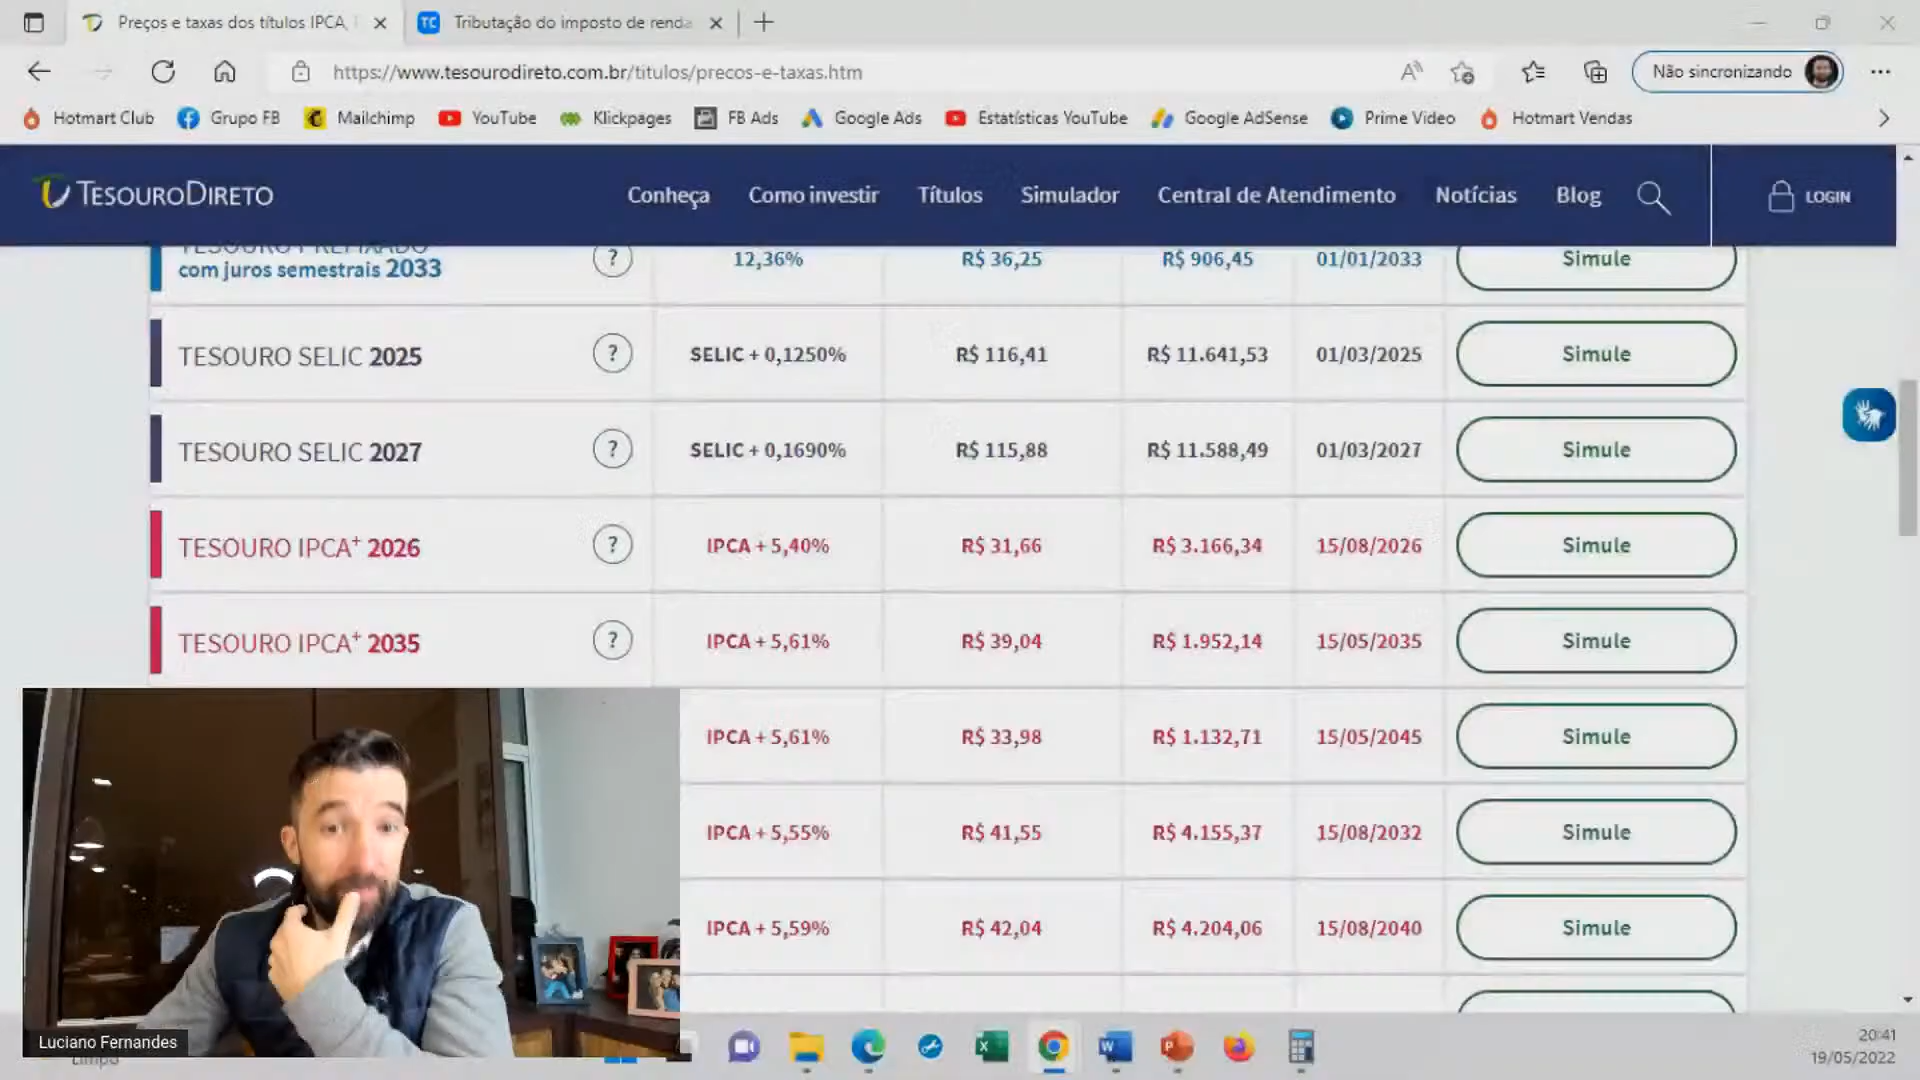 Preços e taxas dos títulos IPCA,
Tributação do imposto de renda
https://www.tesourodireto.com.br/titulos/precos-e-taxas.htm
Não sincronizando
Hotmart Club
Grupo FB
Mailchimp
YouTube
Klickpages
FB Ads
Google Ads
Estatísticas YouTube
Google AdSense
Prime Video
Hotmart Vendas
TESOURODIRETO
Conheça
Como investir
Títulos
Simulador
Central de Atendimento
Notícias
Blog
LOGIN
TESOURO PREFIXADO
com juros semestrais 2033 ? 12,36% R$ 36,25 R$ 906,45 01/01/2033 Simule
TESOURO SELIC 2025 ? SELIC + 0,1250% R$ 116,41 R$ 11.641,53 01/03/2025 Simule
TESOURO SELIC 2027 ? SELIC + 0,1690% R$ 115,88 R$ 11.588,49 01/03/2027 Simule
TESOURO IPCA+ 2026 ? IPCA + 5,40% R$ 31,66 R$ 3.166,34 15/08/2026 Simule
TESOURO IPCA+ 2035 ? IPCA + 5,61% R$ 39,04 R$ 1.952,14 15/05/2035 Simule
IPCA + 5,61% R$ 33,98 R$ 1.132,71 15/05/2045 Simule
IPCA + 5,55% R$ 41,55 R$ 4.155,37 15/08/2032 Simule
IPCA + 5,59% R$ 42,04 R$ 4.204,06 15/08/2040 Simule
Luciano Fernandes
Limpo
20:41
19/05/2022